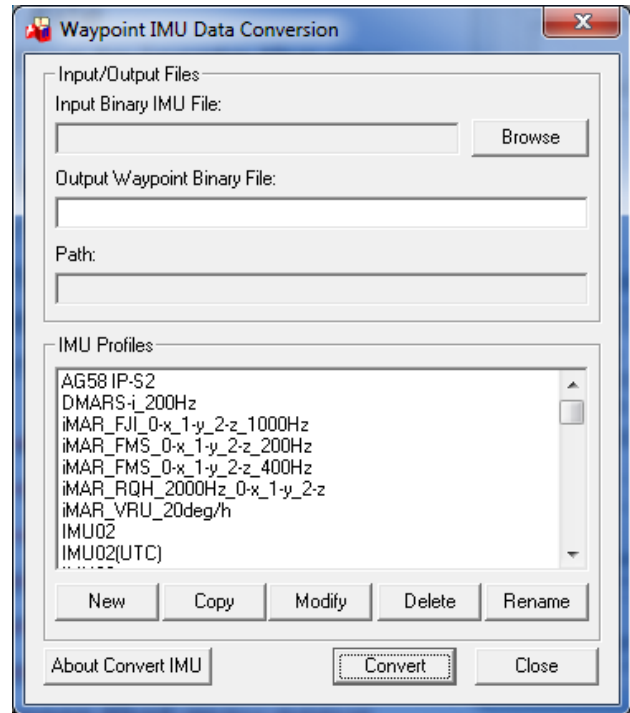 Waypoint IMU Data Conversion
Input/Output Files
Input Binary IMU File:
Browse
Output Waypoint Binary File:
Path:
IMU Profiles
AG58 IP-S2
DMARS-i_200Hz
iMAR_FJI_0-x_1-y_2-z_1000Hz
iMAR_FMS_0-x_1-y_2-z_200Hz
iMAR_FMS_0-x_1-y_2-z_400Hz
iMAR_RQH_2000Hz_0-x_1-y_2-z
iMAR_VRU_20deg/h
IMU02
IMU02(UTC)
New Copy Modify Delete Rename
About Convert IMU Convert Close